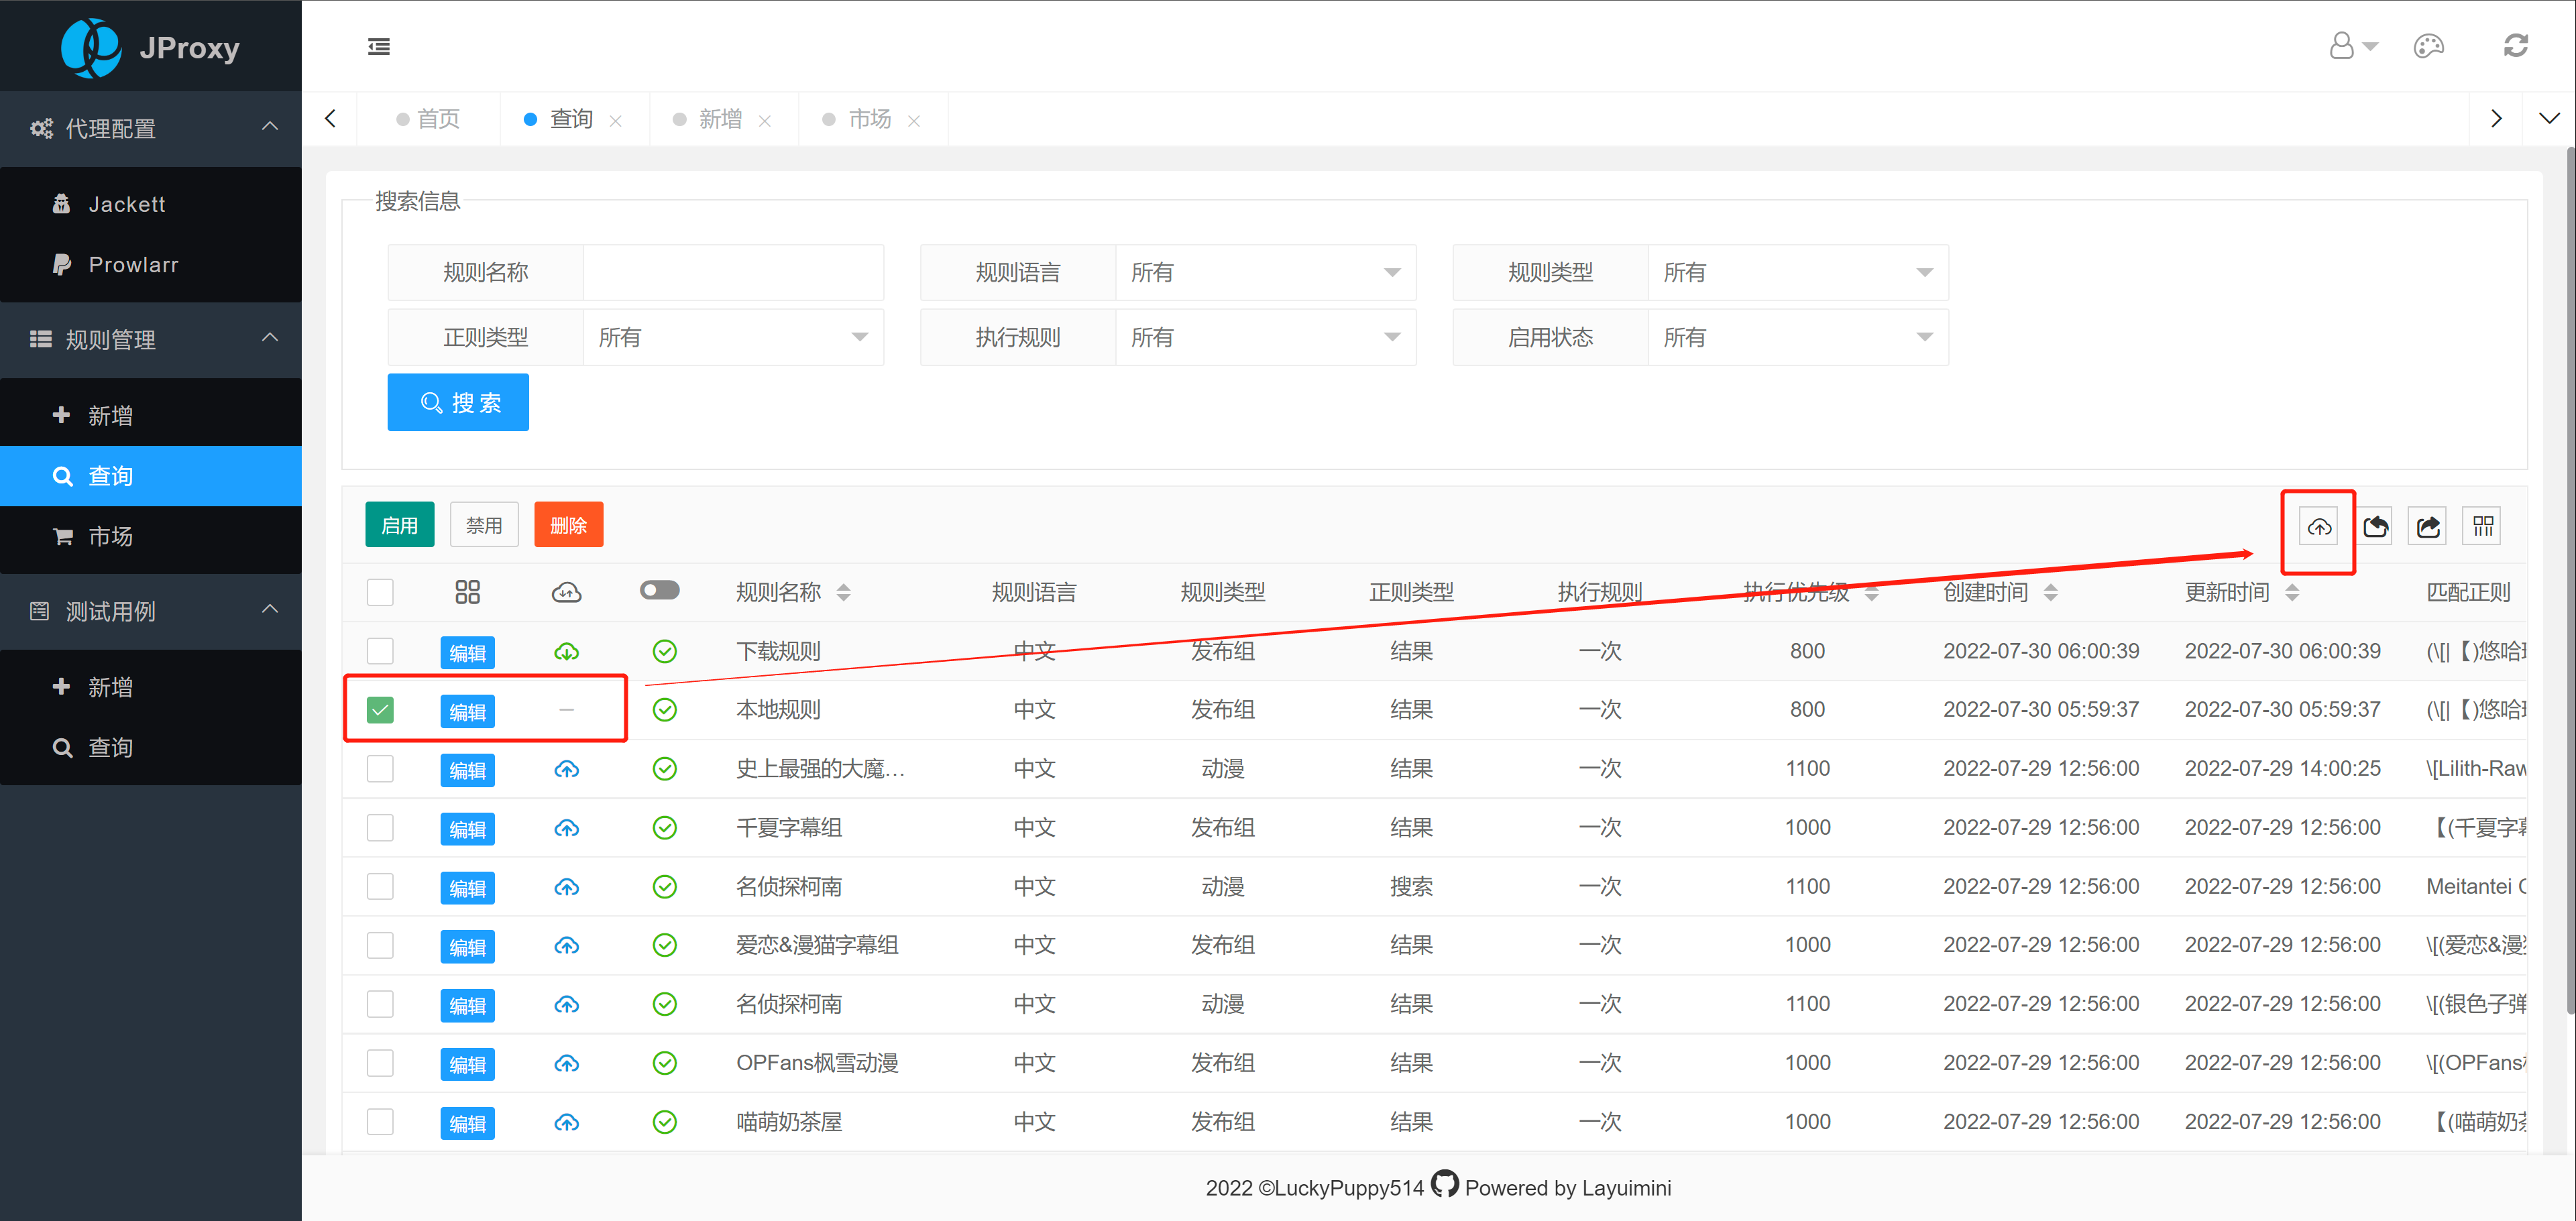 JProxy
代理配置
Jackett
Prowlarr
规则管理
新增
查询
市场
测试用例
新增
查询
首页 查询 新增 市场
搜索信息
规则名称 规则语言 所有 规则类型 所有
正则类型 所有 执行规则 所有 启用状态 所有
搜 索
启用 禁用 删除
规则名称 规则语言 规则类型 正则类型 执行规则 执行优先级 创建时间 更新时间 匹配正则
编辑 下载规则 中文 发布组 结果 一次 800 2022-07-30 06:00:39 2022-07-30 06:00:39 (\[|【)悠哈
编辑 – 本地规则 中文 发布组 结果 一次 800 2022-07-30 05:59:37 2022-07-30 05:59:37 (\[|【)悠哈
编辑 史上最强的大魔... 中文 动漫 结果 一次 1100 2022-07-29 12:56:00 2022-07-29 14:00:25 \[Lilith-Raw
编辑 千夏字幕组 中文 发布组 结果 一次 1000 2022-07-29 12:56:00 2022-07-29 12:56:00 【(千夏字幕
编辑 名侦探柯南 中文 动漫 搜索 一次 1100 2022-07-29 12:56:00 2022-07-29 12:56:00 Meitantei C
编辑 爱恋&漫猫字幕组 中文 发布组 结果 一次 1000 2022-07-29 12:56:00 2022-07-29 12:56:00 \[(爱恋&漫猫
编辑 名侦探柯南 中文 动漫 结果 一次 1100 2022-07-29 12:56:00 2022-07-29 12:56:00 \[(银色子弹
编辑 OPFans枫雪动漫 中文 发布组 结果 一次 1000 2022-07-29 12:56:00 2022-07-29 12:56:00 \[(OPFans
编辑 喵萌奶茶屋 中文 发布组 结果 一次 1000 2022-07-29 12:56:00 2022-07-29 12:56:00 【(喵萌奶茶
2022 ©LuckyPuppy514 Powered by Layuimini